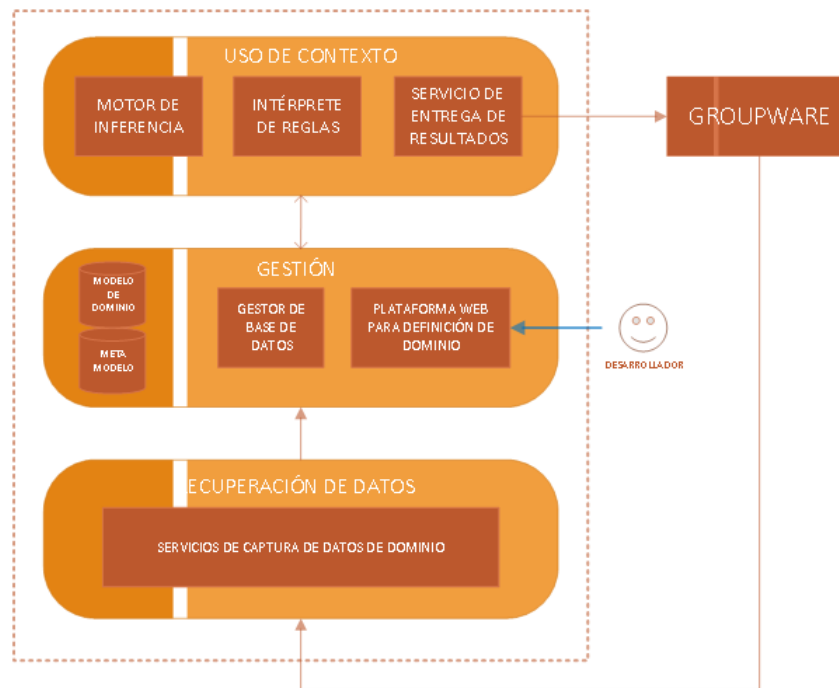 USO DE CONTEXTO
MOTOR DE
INFERENCIA
INTÉRPRETE
DE REGLAS
SERVICIO DE
ENTREGA DE
RESULTADOS
GROUPWARE
GESTIÓN
MODELO
DE
DOMINIO
META
MODELO
GESTOR DE
BASE DE
DATOS
PLATAFORMA WEB
PARA DEFINICIÓN DE
DOMINIO
DESARROLLADOR
ECUPERACIÓN DE DATOS
SERVICIOS DE CAPTURA DE DATOS DE DOMINIO